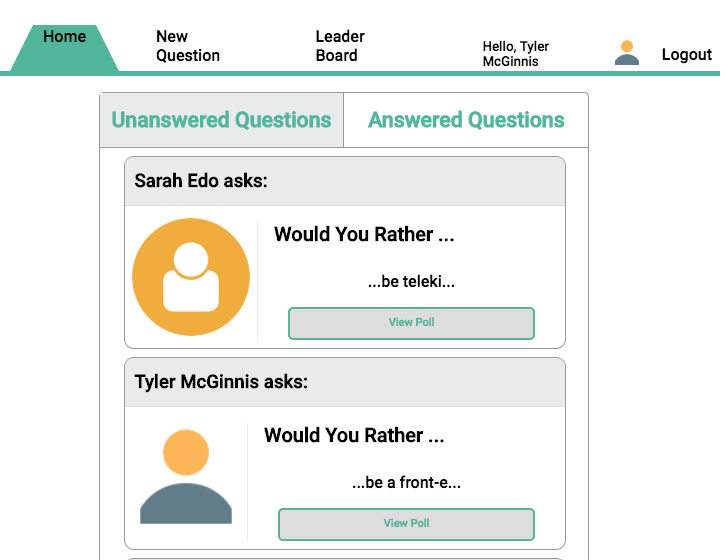 Home
New Question
Leader Board
Hello, Tyler McGinnis
Logout
Unanswered Questions
Answered Questions
Sarah Edo asks:
Would You Rather ...
...be teleki...
View Poll
Tyler McGinnis asks:
Would You Rather ...
...be a front-e...
View Poll